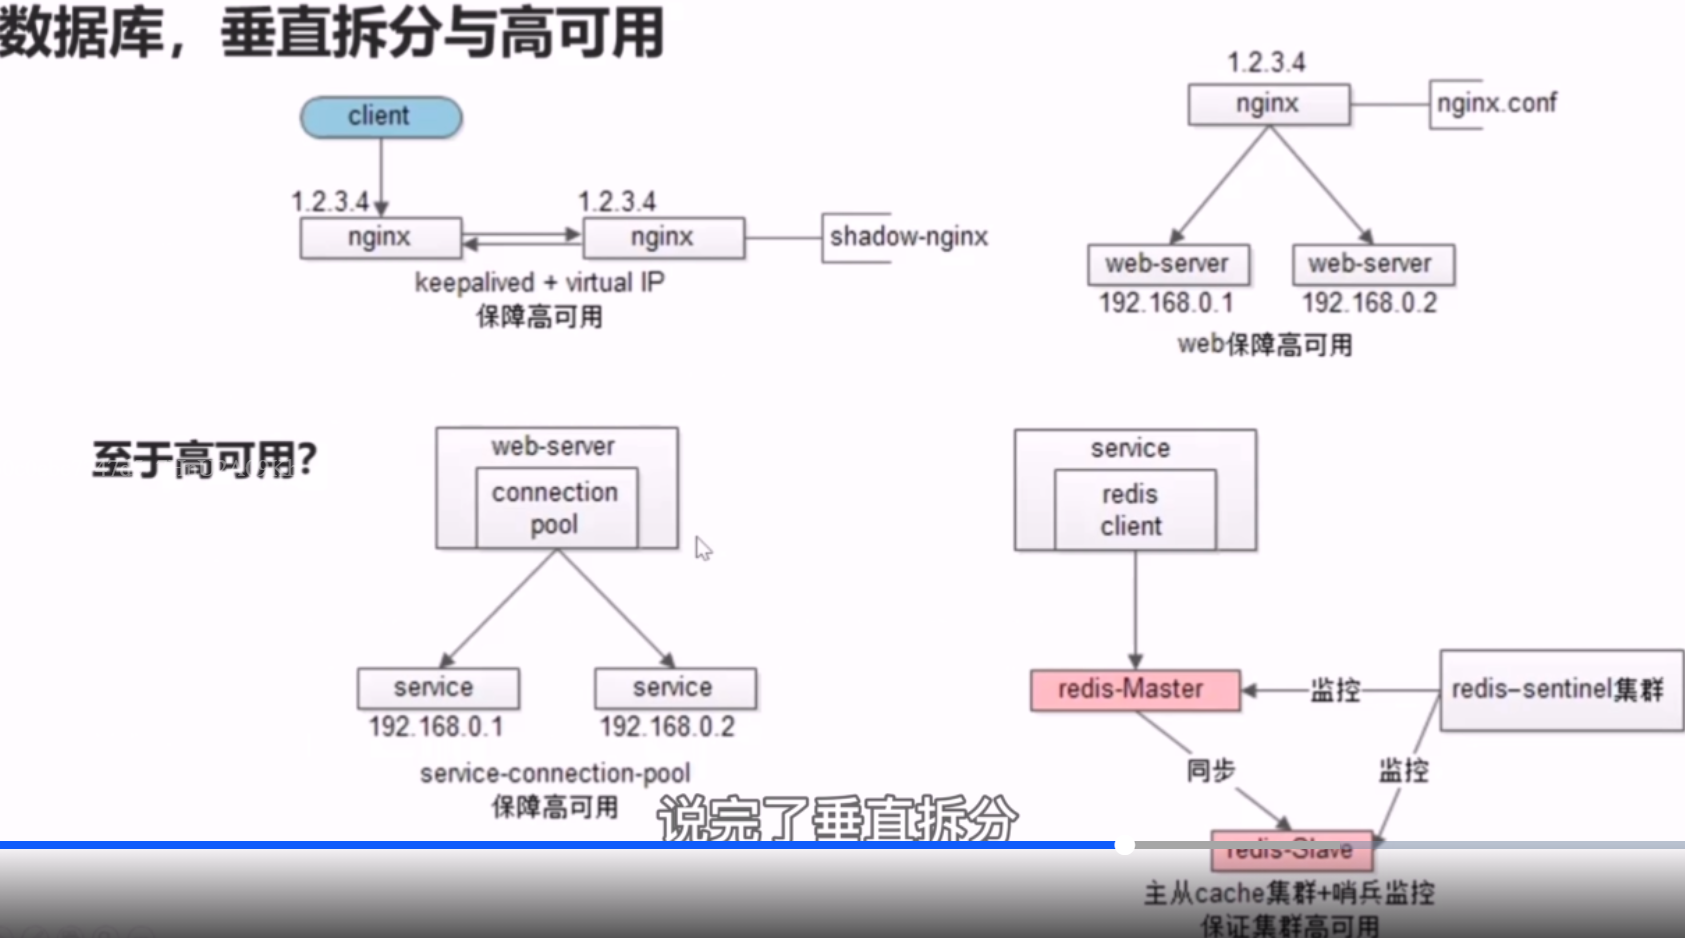 数据库，垂直拆分与高可用
client
1.2.3.4
1.2.3.4
nginx
nginx
shadow-nginx
keepalived + virtual IP
保障高可用
1.2.3.4
nginx
nginx.conf
web-server
web-server
192.168.0.1
192.168.0.2
web保障高可用
至于高可用?
web-server
connection
pool
service
service
192.168.0.1
192.168.0.2
service-connection-pool
保障高可用
service
redis
client
redis-Master
监控
redis–sentinel集群
同步
监控
redis-Slave
主从cache集群+哨兵监控
保证集群高可用
说完了垂直拆分